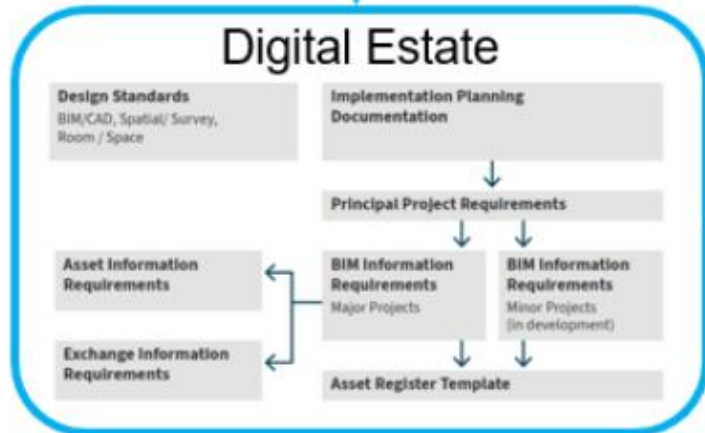 Digital Estate
Design Standards
BIM/CAD, Spatial/ Survey,
Room / Space
Implementation Planning
Documentation
Principal Project Requirements
Asset Information
Requirements
BIM Information
Requirements
Major Projects
BIM Information
Requirements
Minor Projects
(in development)
Exchange Information
Requirements
Asset Register Template